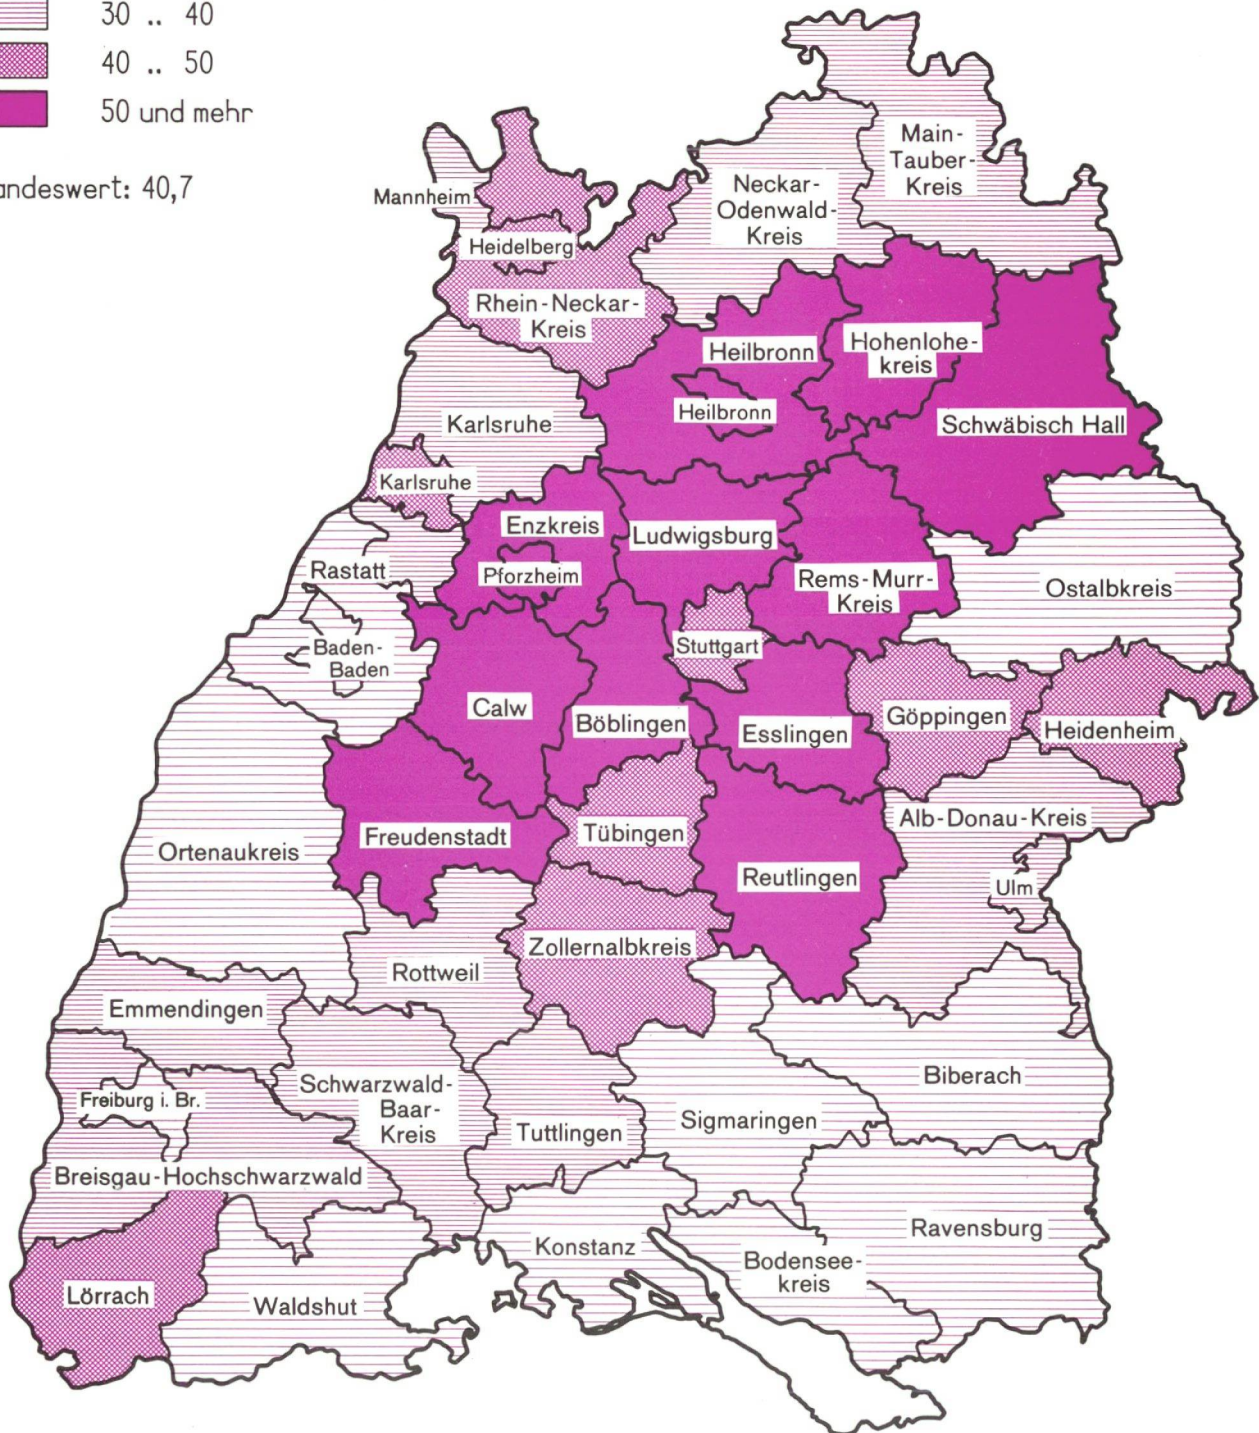 30 .. 40
40 .. 50
50 und mehr
andeswert: 40,7
Main-
Tauber-
Kreis
Mannheim
Neckar-
Odenwald-
Kreis
Heidelberg
Rhein-Neckar-
Kreis
Heilbronn
Hohenlohe-
kreis
Heilbronn
Karlsruhe
Schwäbisch Hall
Karlsruhe
Enzkreis
Ludwigsburg
Rastatt
Pforzheim
Rems-Murr-
Kreis
Ostalbkreis
Baden-
Baden
Stuttgart
Calw
Böblingen
Esslingen
Göppingen
Heidenheim
Alb-Donau-Kreis
Freudenstadt
Tübingen
Ortenaukreis
Reutlingen
Ulm
Zollernalbkreis
Rottweil
Emmendingen
Biberach
Schwarzwald-
Baar-
Kreis
Freiburg i. Br.
Sigmaringen
Tuttlingen
Breisgau-Hochschwarzwald
Ravensburg
Konstanz
Bodensee-
kreis
Lörrach
Waldshut